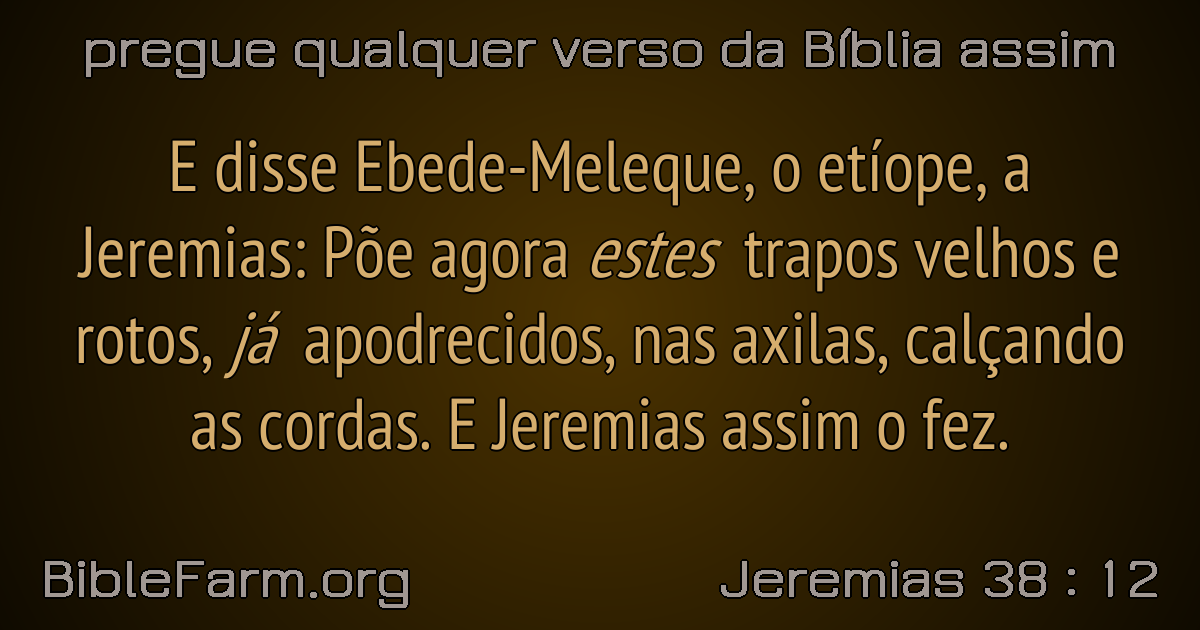 pregue qualquer verso da Bíblia assim
E disse Ebede-Meleque, o etíope, a
Jeremias: Põe agora estes trapos velhos e
rotos, já apodrecidos, nas axilas, calçando
as cordas. E Jeremias assim o fez.
BibleFarm.org
Jeremias 38 : 12